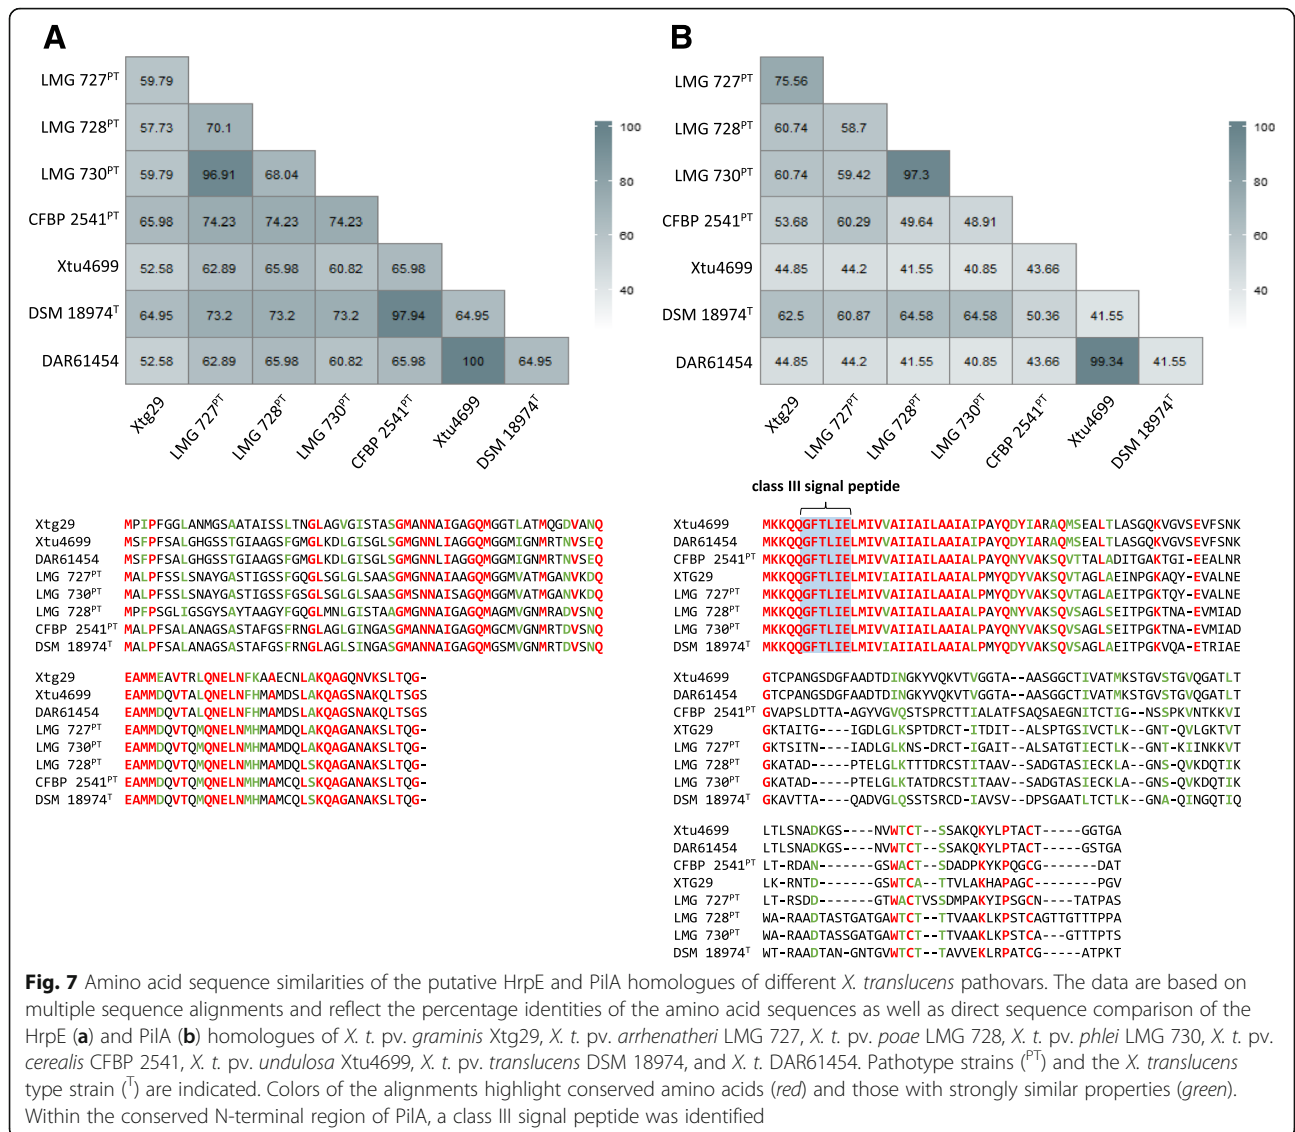 A
LMG 727PT 59.79
LMG 728PT 57.73 70.1
LMG 730PT 59.79 96.91 68.04
CFBP 2541PT 65.98 74.23 74.23 74.23
Xtu4699 52.58 62.89 65.98 60.82 65.98
DSM 18974T 64.95 73.2 73.2 73.2 97.94 64.95
DAR61454 52.58 62.89 65.98 60.82 65.98 100 64.95
Xtg29 LMG 727PT LMG 728PT LMG 730PT CFBP 2541PT Xtu4699 DSM 18974T
100
80
60
40
B
LMG 727PT 75.56
LMG 728PT 60.74 58.7
LMG 730PT 60.74 59.42 97.3
CFBP 2541PT 53.68 60.29 49.64 48.91
Xtu4699 44.85 44.2 41.55 40.85 43.66
DSM 18974T 62.5 60.87 64.58 64.58 50.36 41.55
DAR61454 44.85 44.2 41.55 40.85 43.66 99.34 41.55
Xtg29 LMG 727PT LMG 728PT LMG 730PT CFBP 2541PT Xtu4699 DSM 18974T
100
80
60
40
Xtg29 MPIPFGGLANMGSAATAISSLTNGLAGVGISTASGMANNAIGAGQMGGTLATMQGDVANQ
Xtu4699 MSFPFSALGHGSSTGIAAGSFGMGLKDLGISGLSGMANNLIGAGQMGGMIGNMRTNVSEQ
DAR61454 MSFPFSALGHGSSTGIAAGSFGMGLKDLGISGLSGMANNLIGAGQMGGMIGNMRTNVSEQ
LMG 727PT MALPFSSLSNAYGASTIGSSFGQGLSGLGLSAASGMSNNAIAAGQMGGMVATMGANVKDQ
LMG 730PT MALPFSSLSNAYGASTIGSSFGSGLSGLGLSAAGMSNNAISAGQMGGMVATMGANVKDQ
LMG 728PT MPFPSGLIGSGYSAYTAAGYFGQGLMNLGISTAAGMGNNAIGAGQMAGMAGNMRADVSNQ
CFBP 2541PT MALPFSALANAGSASTAFGSFRNGLAGLGINGASGMANNAIGAGQMGCMVGNMRTDVSNQ
DSM 18974T MALPFSALANAGSASTAFGSFRNGLAGLSINGASGMANNAIGAGQMGSMVGNMRTDVSNQ
Xtg29 EAMMEAVTRLQNELNFKAAECNLAKQAGQNVKSLTQG-
Xtu4699 EAMMDQVTALQNELNFHMAMDSLAKQAGSNAKQLTSGS
DAR61454 EAMMDQVTALQNELNFHMAMDSLAKQAGSNAKQLTSGS
LMG 727PT EAMMDQVTQMQNELNMHMAMDQLAKQAGANAKSLTQG-
LMG 730PT EAMMDQVTQMQNELNMHMAMDQLAKQAGANAKSLTQG-
LMG 728PT EAMMDQVTQMQNELNMHMAMDQLSKQAGANAKSLTQG-
CFBP 2541PT EAMMDQVTQMQNELNMHMAMCQLSKQAGANAKSLTQG-
DSM 18974T EAMMDQVTQMQNELNMHMAMCQLSKQAGANAKSLTQG-
class III signal peptide
Xtu4699 MKKQQGFTLIELMIVVAIIAILAAIAIPAYQDYIARAQMSEALTLASGQKVGVSEVFSNK
DAR61454 MKKQQGFTLIELMIVVAIIAILAAIAIPAYQDYIARAQMSEALTLASGQKVGVSEVFSNK
CFBP 2541PT MKKQQGFTLIELMIVVAIIAILAAIALPAYQDYVAKSQVTTALADITGAKTGI-EEALNR
XTG29 MKKQQGFTLIELMIVIAIIAILAAIALPMYQDYVAKSQVTAGLAEINPGKAQY-EVALNE
LMG 727PT MKKQQGFTLIELMIVIAIIAILAAIALPMYQDYVAKSQVTAGLAEITPGKTQY-EVALNE
LMG 728PT MKKQQGFTLIELMIVVAIIAILAAIALPAYQNYVAKSQVSAGLSEITPGKTNA-EVMIAD
LMG 730PT MKKQQGFTLIELMIVVAIIAILAAIALPMYQNYVAKSQVSAGLSEITPGKTNA-EVMIAD
DSM 18974T MKKQQGFTLIELMIVVAIIAILAAIALPMYQDYVAKSQVSAGLAEITPGKVQA-ETRIAE
Xtu4699 GTCPANGSDGFAADTDINGKYVQKVTVGGTA--AASGGCTIVATMKSTGVSTGVQGATLT
DAR61454 GTCPANGSDGFAADTDINGKYVQKVTVGGTA--AASGGCTIVATMKSTGVSTGVQGATLT
CFBP 2541PT GVAPSLDTTA-AGYVGVQSTSPRCTTIALATFSAQSAEGNITCTIG--NSSPKVNTKKVI
XTG29 GKTAITG----IGDLGLKSPTDRCT-ITDIT--ALSPTGSIVCTLK--GNST-QVLGKTVT
LMG 727PT GKTSITN----IADLGLKNS-DRCT-IGAIT--ALSATGTIECTLK--GNT-KIINKKVT
LMG 728PT GKATAD----PTELGLKTTTDRCSTITAAV--SADGTASIECKLA--GNS-QVKDQTIK
LMG 730PT GKATAD----PTELGLKTATDRCSTITAAV--SADGTASIECKLA--GNS-QVKDQTIK
DSM 18974T GKAVTTA---QADVGLQSSTSRCD-IAVSV--DPSGAATLTCTLK--GNA-QINGQTIQ
Xtu4699 LTLSNADKGS----NVWTCT--SSAKQKYLPTACT-----GGTGA
DAR61454 LTLSNADKGS----NVWTCT--SSAKQKYLPTACT-----GSTGA
CFBP 2541PT LT-RDAN-------GSWACT--SDADPKYKPQGCG------DAT
XTG29 LK-RNTD-------GSWTCA--TTVLAKHAPAGC-------PGV
LMG 727PT LT-RSDD-------GTWACTVSSDMPAKYIPSGCN----TATPAS
LMG 728PT WA-RAADTASTGATGAWTCT--TTVAAKLKPSTCAGTTGTTTPPA
LMG 730PT WA-RAADTASSGATGAWTCT--TTVAAKLKPSTCA---GTTTPTS
DSM 18974T WT-RAADTAN-GNTGVWTCT--TTAVVEKLRPATCG-----ATPKT
Fig. 7 Amino acid sequence similarities of the putative HrpE and PilA homologues of different X. translucens pathovars. The data are based on
multiple sequence alignments and reflect the percentage identities of the amino acid sequences as well as direct sequence comparison of the
HrpE (a) and PilA (b) homologues of X. t. pv. graminis Xtg29, X. t. pv. arrhenatheri LMG 727, X. t. pv. poae LMG 728, X. t. pv. phlei LMG 730, X. t. pv.
cerealis CFBP 2541, X. t. pv. undulosa Xtu4699, X. t. pv. translucens DSM 18974, and X. t. DAR61454. Pathotype strains (PT) and the X. translucens
type strain (T) are indicated. Colors of the alignments highlight conserved amino acids (red) and those with strongly similar properties (green).
Within the conserved N-terminal region of PilA, a class III signal peptide was identified